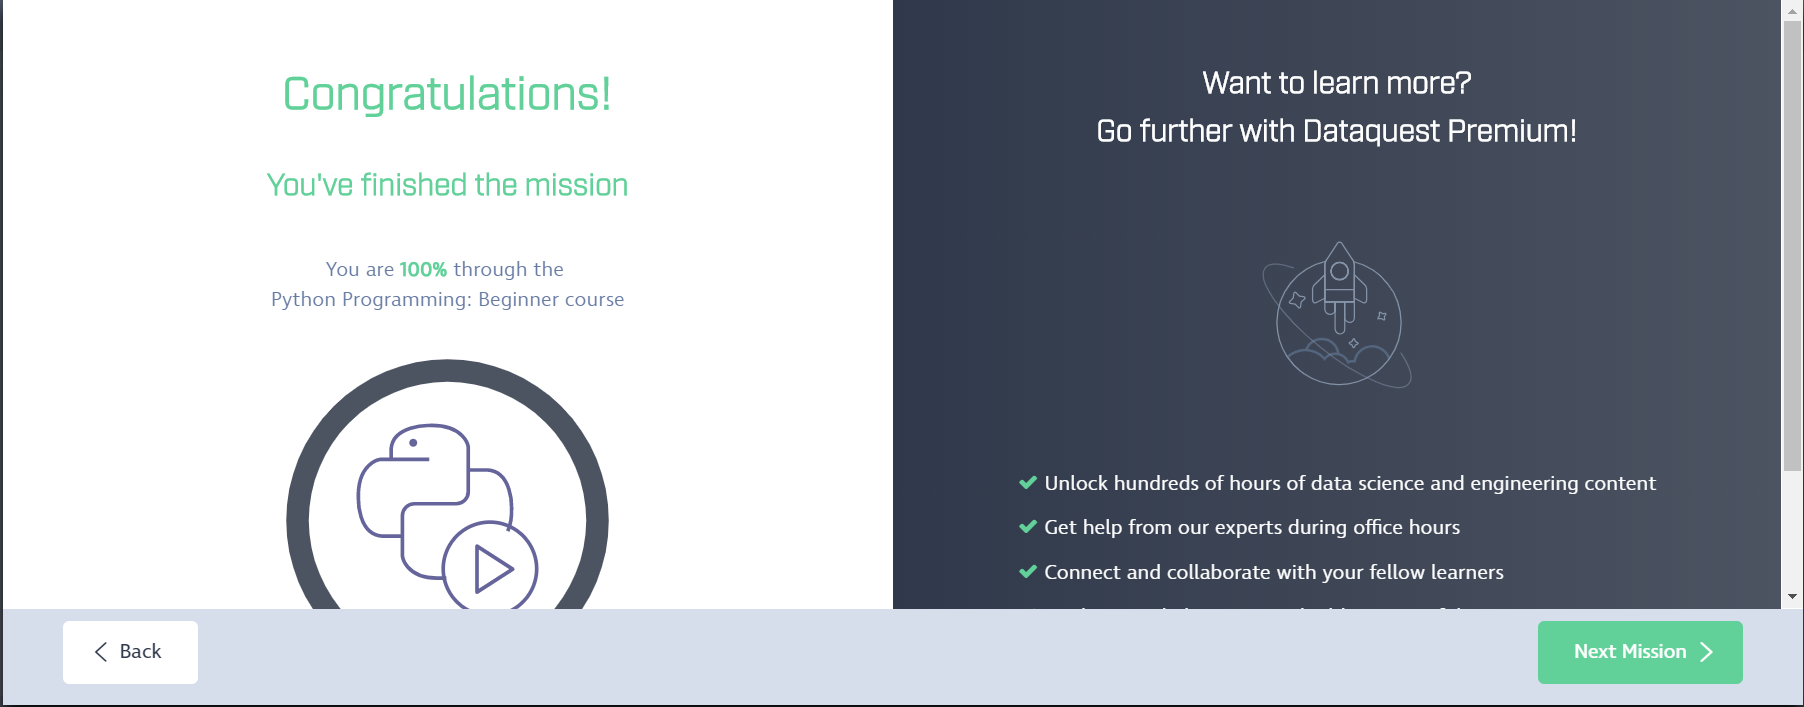 Congratulations!
You've finished the mission
You are 100% through the
Python Programming: Beginner course
Want to learn more?
Go further with Dataquest Premium!
Unlock hundreds of hours of data science and engineering content
Get help from our experts during office hours
Connect and collaborate with your fellow learners
Back
Next Mission